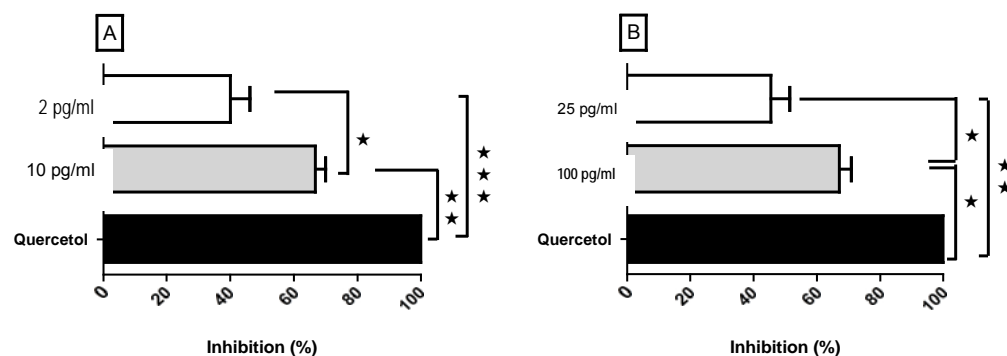 A
2 pg/ml
10 pg/ml
Quercetol
0 20 40 60 80 100
Inhibition (%)
★
★ ★
★ ★ ★
B
25 pg/ml
100 pg/ml
Quercetol
0 20 40 60 80 100
Inhibition (%)
★
★
★ ★